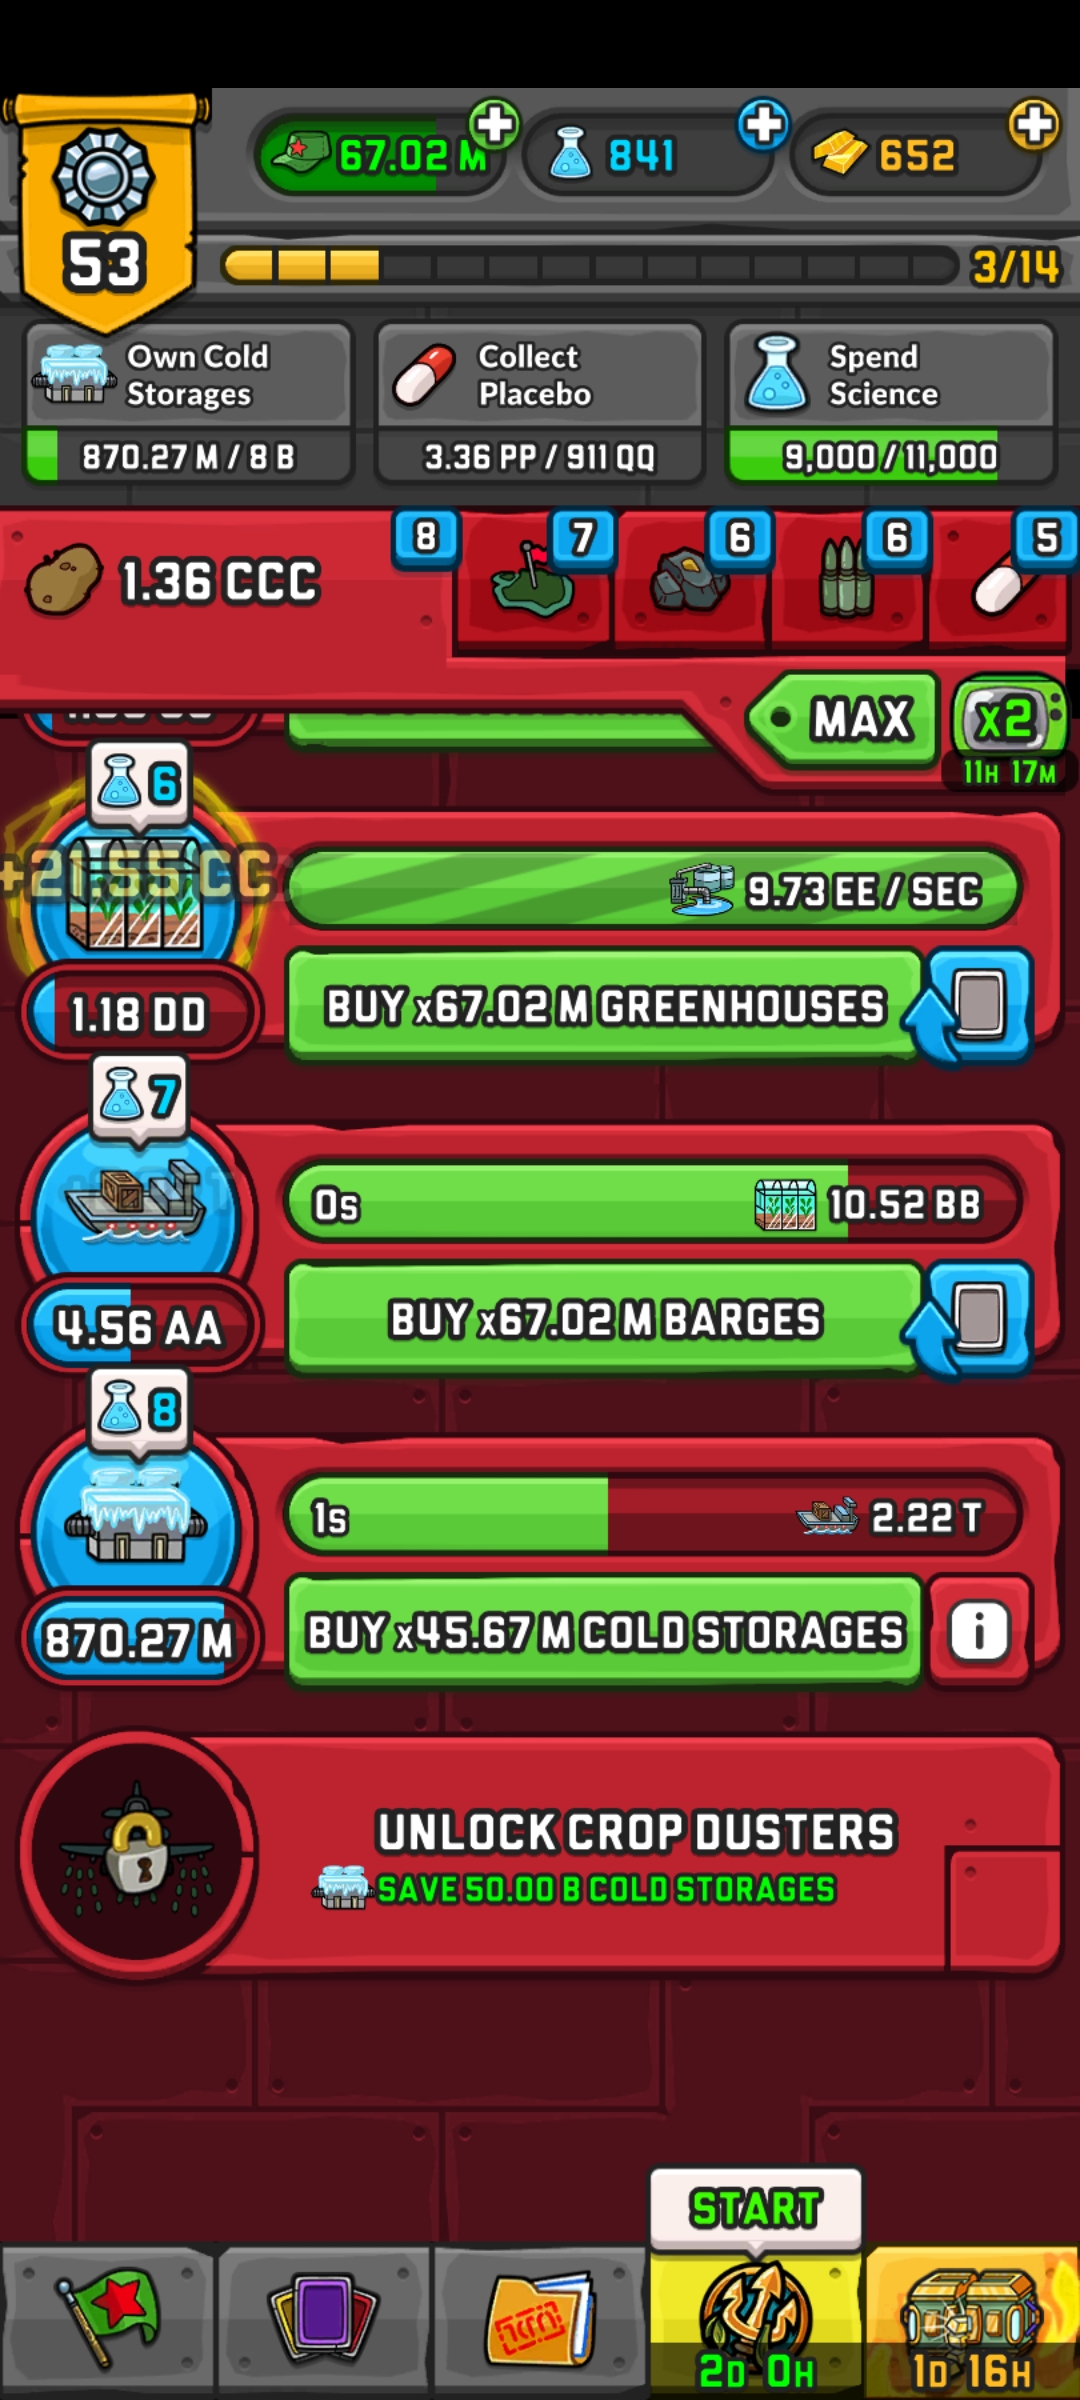 67.02 M
841
652
53
3/14
Own Cold
Storages
870.27 M / 8 B
Collect
Placebo
3.36 PP / 911 QQ
Spend
Science
9,000 / 11,000
1.36 CCC
8
7
6
6
5
MAX
x2
11H 17M
6
+21.55 CC
9.73 EE / SEC
1.18 DD
BUY x67.02 M GREENHOUSES
7
0s
10.52 BB
4.56 AA
BUY x67.02 M BARGES
8
1s
2.22 T
870.27 M
BUY x45.67 M COLD STORAGES
i
UNLOCK CROP DUSTERS
SAVE 50.00 B COLD STORAGES
START
2D 0H
1D 16H